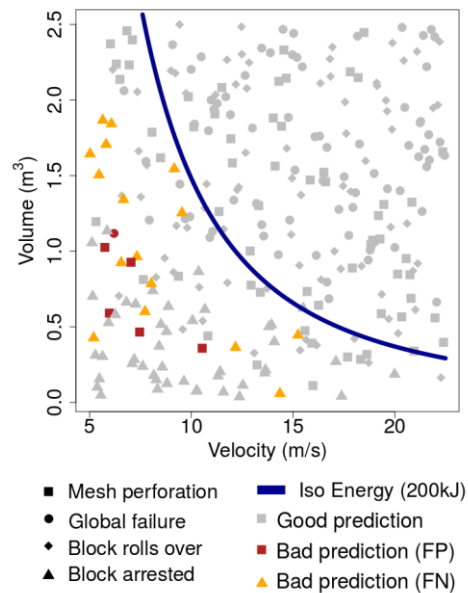 2.5
2.0
1.5
1.0
0.5
0.0
Volume (m³)
5 10 15 20
Velocity (m/s)
Mesh perforation
Global failure
Block rolls over
Block arrested
Iso Energy (200kJ)
Good prediction
Bad prediction (FP)
Bad prediction (FN)